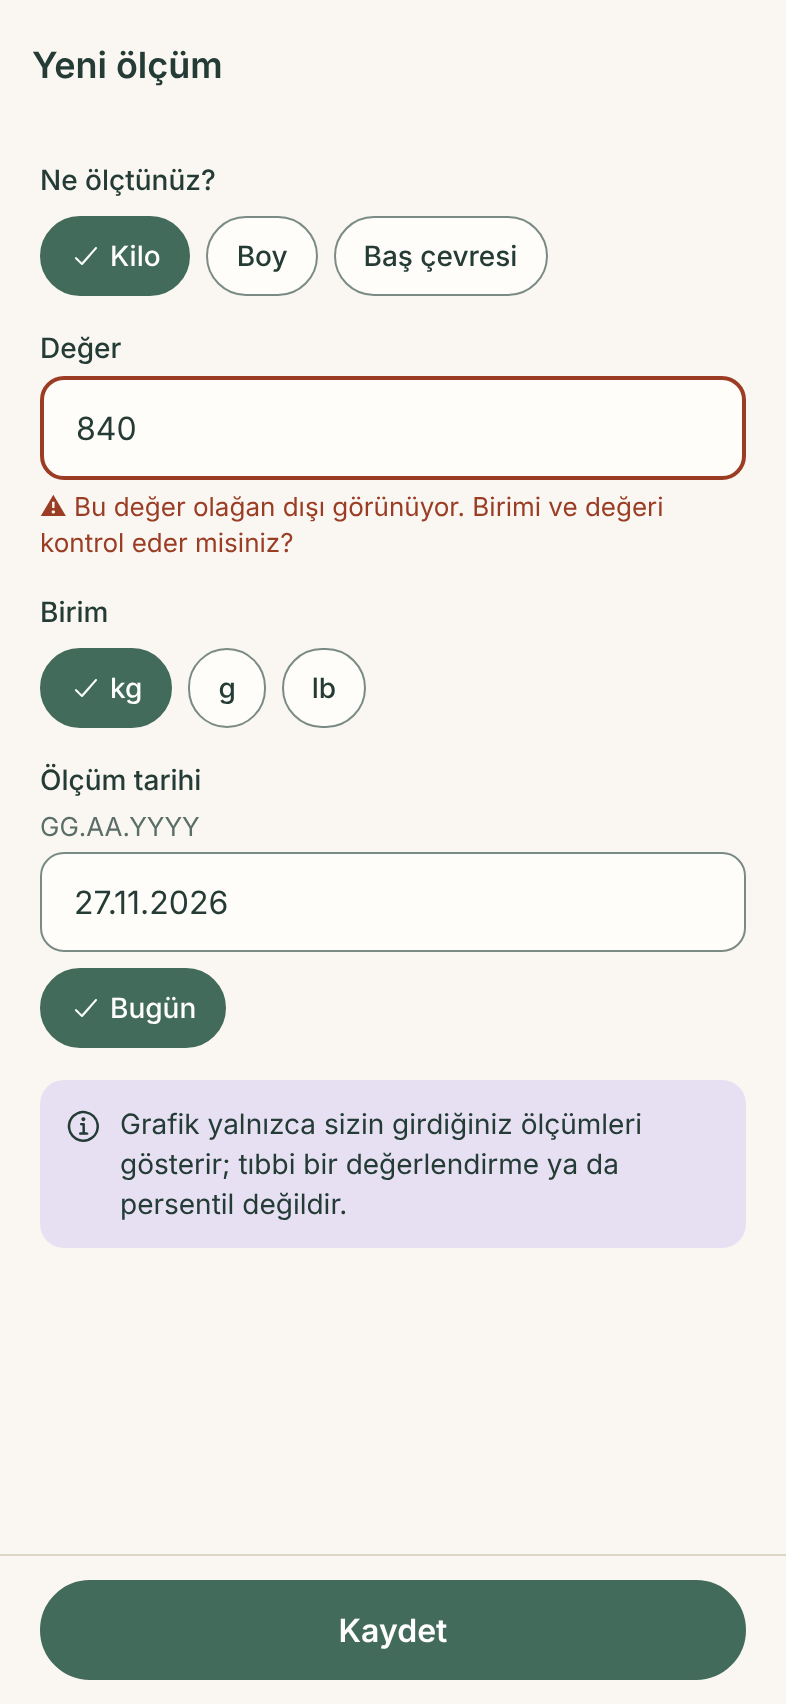 Yeni ölçüm
Ne ölçtünüz?
Kilo
Boy
Baş çevresi
Değer
840
Bu değer olağan dışı görünüyor. Birimi ve değeri
kontrol eder misiniz?
Birim
kg
g
lb
Ölçüm tarihi
GG.AA.YYYY
27.11.2026
Bugün
Grafik yalnızca sizin girdiğiniz ölçümleri
gösterir; tıbbi bir değerlendirme ya da
persentil değildir.
Kaydet